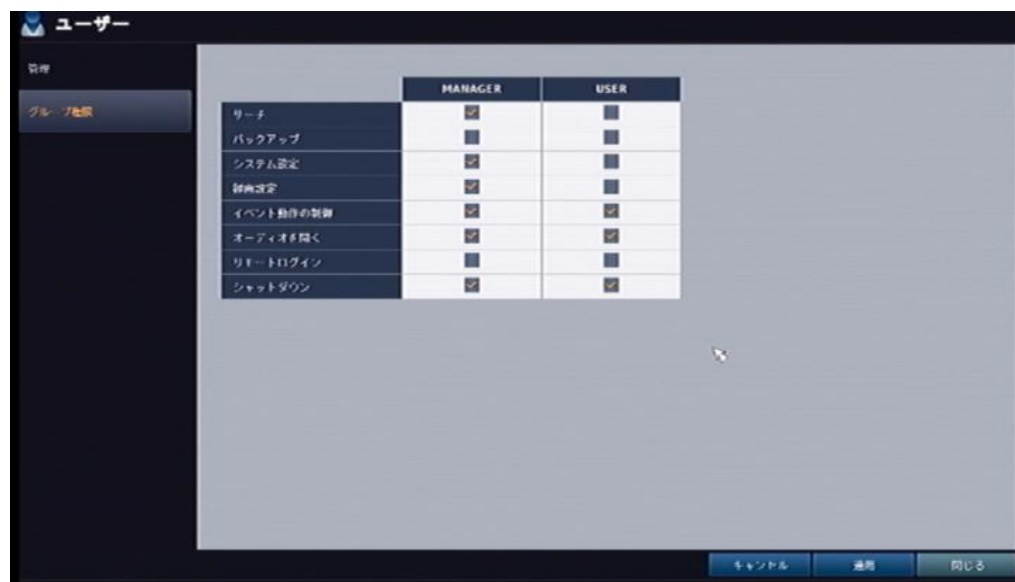 ユーザー
管理
グループ権限
MANAGER USER
サーチ
バックアップ
システム設定
録画設定
イベント動作の制御
オーディオを聞く
リモートログイン
シャットダウン
キャンセル 適用 閉じる